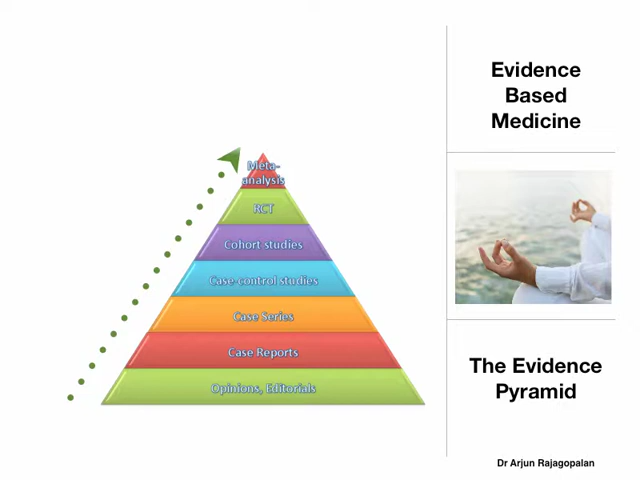 Evidence
Based
Medicine
Meta-
analysis
RCT
Cohort studies
Case-control studies
Case Series
Case Reports
Opinions, Editorials
The Evidence
Pyramid
Dr Arjun Rajagopalan